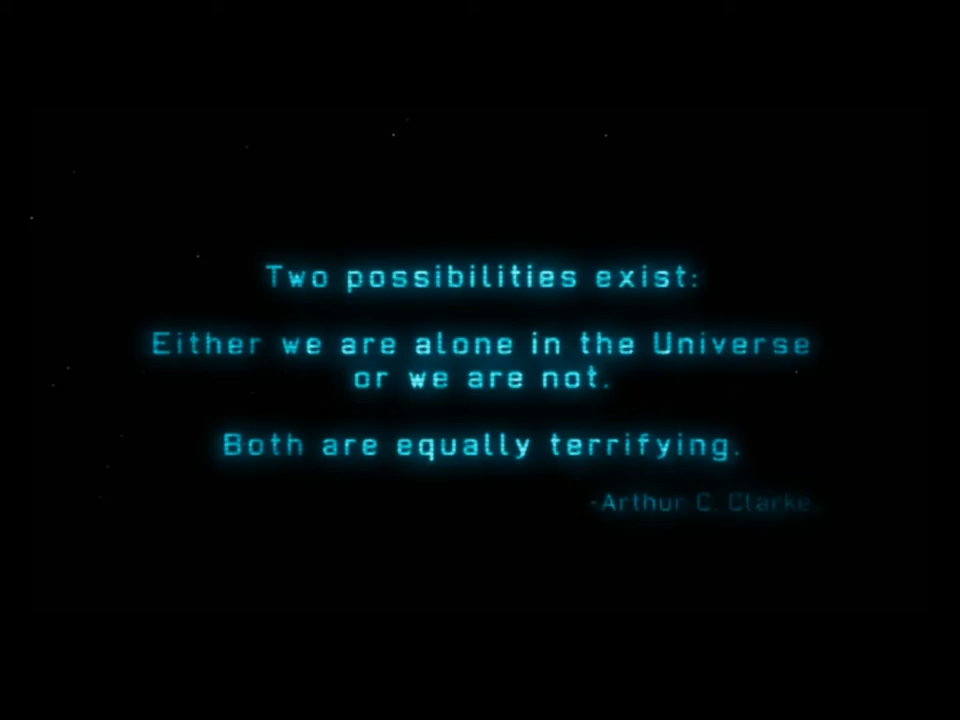 Two possibilities exist:
Either we are alone in the Universe
or we are not.
Both are equally terrifying.
-Arthur C. Clarke